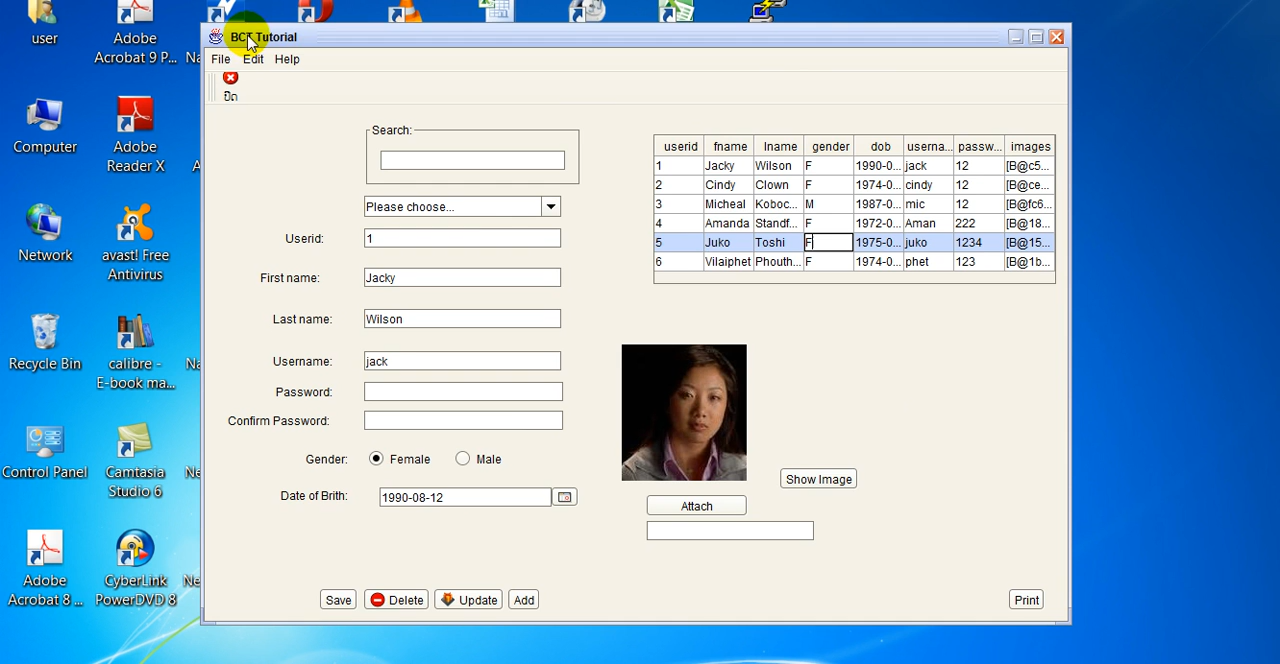 user
Adobe
Acrobat 9 P...
Na
Computer
Adobe
Reader X
A
Network
avast! Free
Antivirus
Recycle Bin
calibre -
E-book ma...
Na
Control Panel
Camtasia
Studio 6
Ne
Adobe
Acrobat 8 ...
CyberLink
PowerDVD 8
Ne
BCT Tutorial
File Edit Help
ປິດ
Search:
Please choose...
Userid: 1
First name: Jacky
Last name: Wilson
Username: jack
Password:
Confirm Password:
Gender: Female Male
Date of Brith: 1990-08-12
userid fname lname gender dob userna... passw... images
1 Jacky Wilson F 1990-0... jack 12 [B@c5...
2 Cindy Clown F 1974-0... cindy 12 [B@ce...
3 Micheal Koboc... M 1987-0... mic 12 [B@fc6...
4 Amanda Standf... F 1972-0... Aman 222 [B@18...
5 Juko Toshi F 1975-0... juko 1234 [B@15...
6 Vilaiphet Phouth... F 1974-0... phet 123 [B@1b...
Show Image
Attach
Save Delete Update Add Print